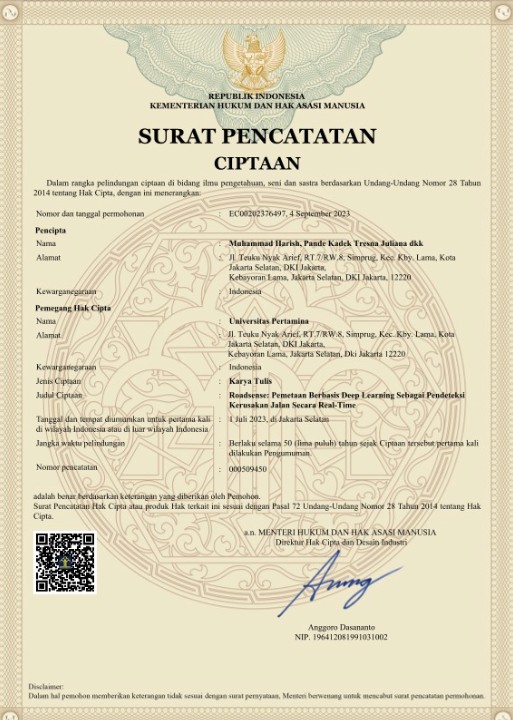 REPUBLIK INDONESIA
KEMENTERIAN HUKUM DAN HAK ASASI MANUSIA
SURAT PENCATATAN
CIPTAAN
Dalam rangka pelindungan ciptaan di bidang ilmu pengetahuan, seni dan sastra berdasarkan Undang-Undang Nomor 28 Tahun
2014 tentang Hak Cipta, dengan ini menerangkan:
Nomor dan tanggal permohonan : EC00202376497, 4 September 2023
Pencipta
Nama : Muhammad Harish, Pande Kadek Tresna Juliana dkk
Alamat : Jl. Teuku Nyak Arief, RT.7/RW.8, Simprug, Kec. Kby. Lama, Kota
Jakarta Selatan, DKI Jakarta,
Kebayoran Lama, Jakarta Selatan, DKI Jakarta, 12220
Kewarganegaraan : Indonesia
Pemegang Hak Cipta
Nama : Universitas Pertamina
Alamat : Jl. Teuku Nyak Arief, RT.7/RW.8, Simprug, Kec. Kby. Lama, Kota
Jakarta Selatan, DKI Jakarta,
Kebayoran Lama, Jakarta Selatan, Dki Jakarta 12220
Kewarganegaraan : Indonesia
Jenis Ciptaan : Karya Tulis
Judul Ciptaan : Roadsense: Pemetaan Berbasis Deep Learning Sebagai Pendeteksi
Kerusakan Jalan Secara Real-Time
Tanggal dan tempat diumumkan untuk pertama kali : 1 Juli 2023, di Jakarta Selatan
di wilayah Indonesia atau di luar wilayah Indonesia
Jangka waktu pelindungan : Berlaku selama 50 (lima puluh) tahun sejak Ciptaan tersebut pertama kali
dilakukan Pengumuman.
Nomor pencatatan : 000509450
adalah benar berdasarkan keterangan yang diberikan oleh Pemohon.
Surat Pencatatan Hak Cipta atau produk Hak terkait ini sesuai dengan Pasal 72 Undang-Undang Nomor 28 Tahun 2014 tentang Hak
Cipta.
a.n. MENTERI HUKUM DAN HAK ASASI MANUSIA
Direktur Hak Cipta dan Desain Industri
Anggoro Dasananto
NIP. 196412081991031002
Disclaimer:
Dalam hal pemohon memberikan keterangan tidak sesuai dengan surat pernyataan, Menteri berwenang untuk mencabut surat pencatatan permohonan.